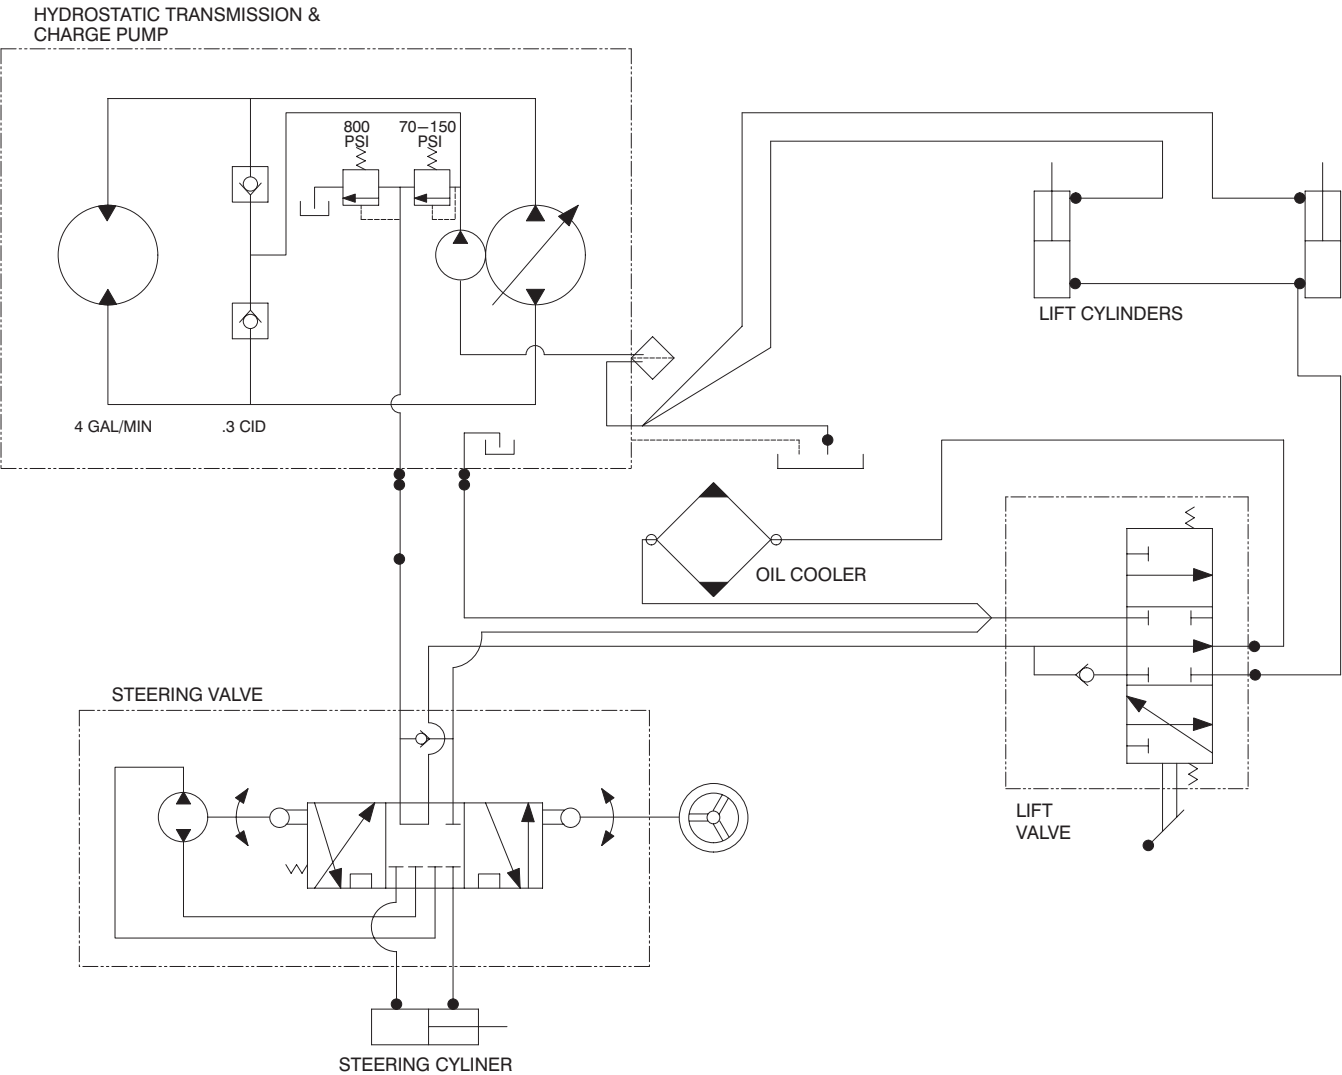 HYDROSTATIC TRANSMISSION &
CHARGE PUMP
800
PSI
70–150
PSI
4 GAL/MIN
.3 CID
LIFT CYLINDERS
OIL COOLER
STEERING VALVE
LIFT
VALVE
STEERING CYLINER